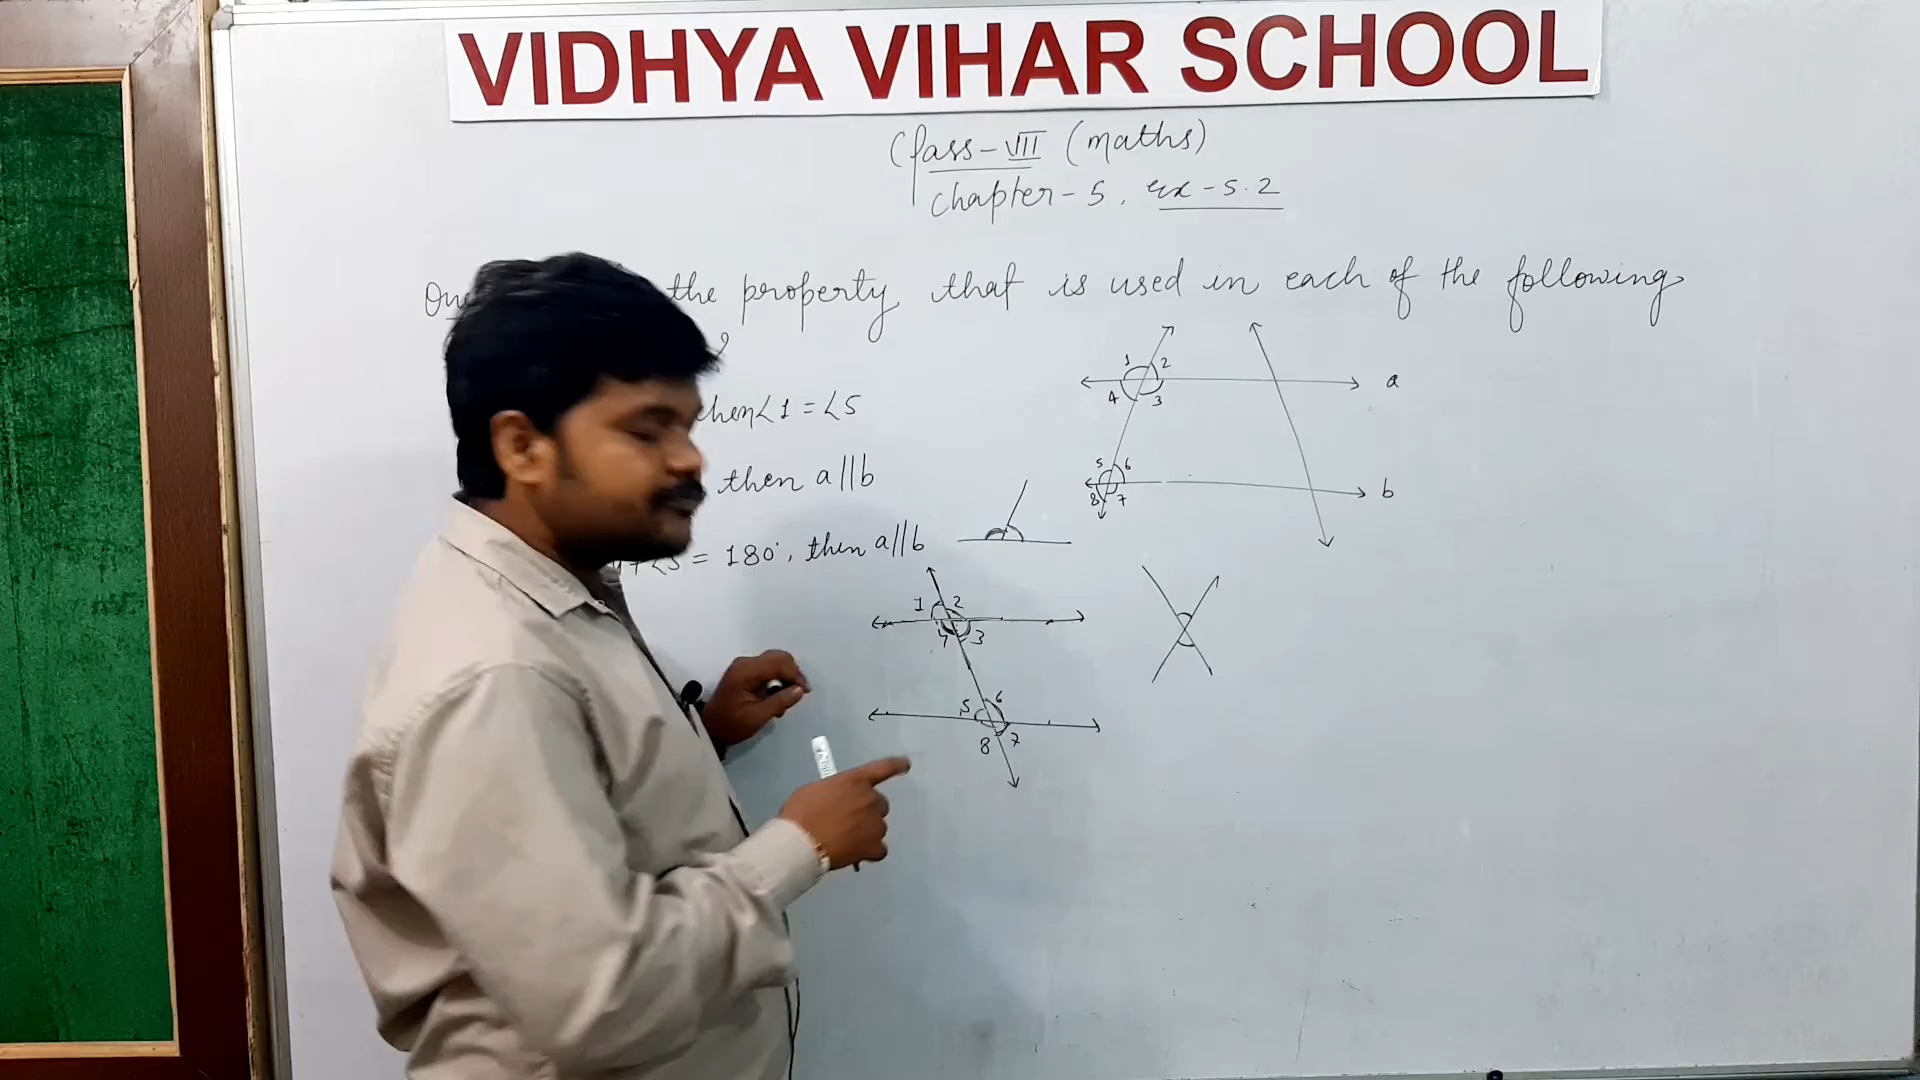 VIDHYA VIHAR SCHOOL
Class-VII (maths)
chapter-5, ex-5.2
the property that is used in each of the following
then ∠1 = ∠5
then a||b
= 180°, then a||b
1 2
4 3
a
5 6
8 7
b
1 2
4 3
5 6
8 7